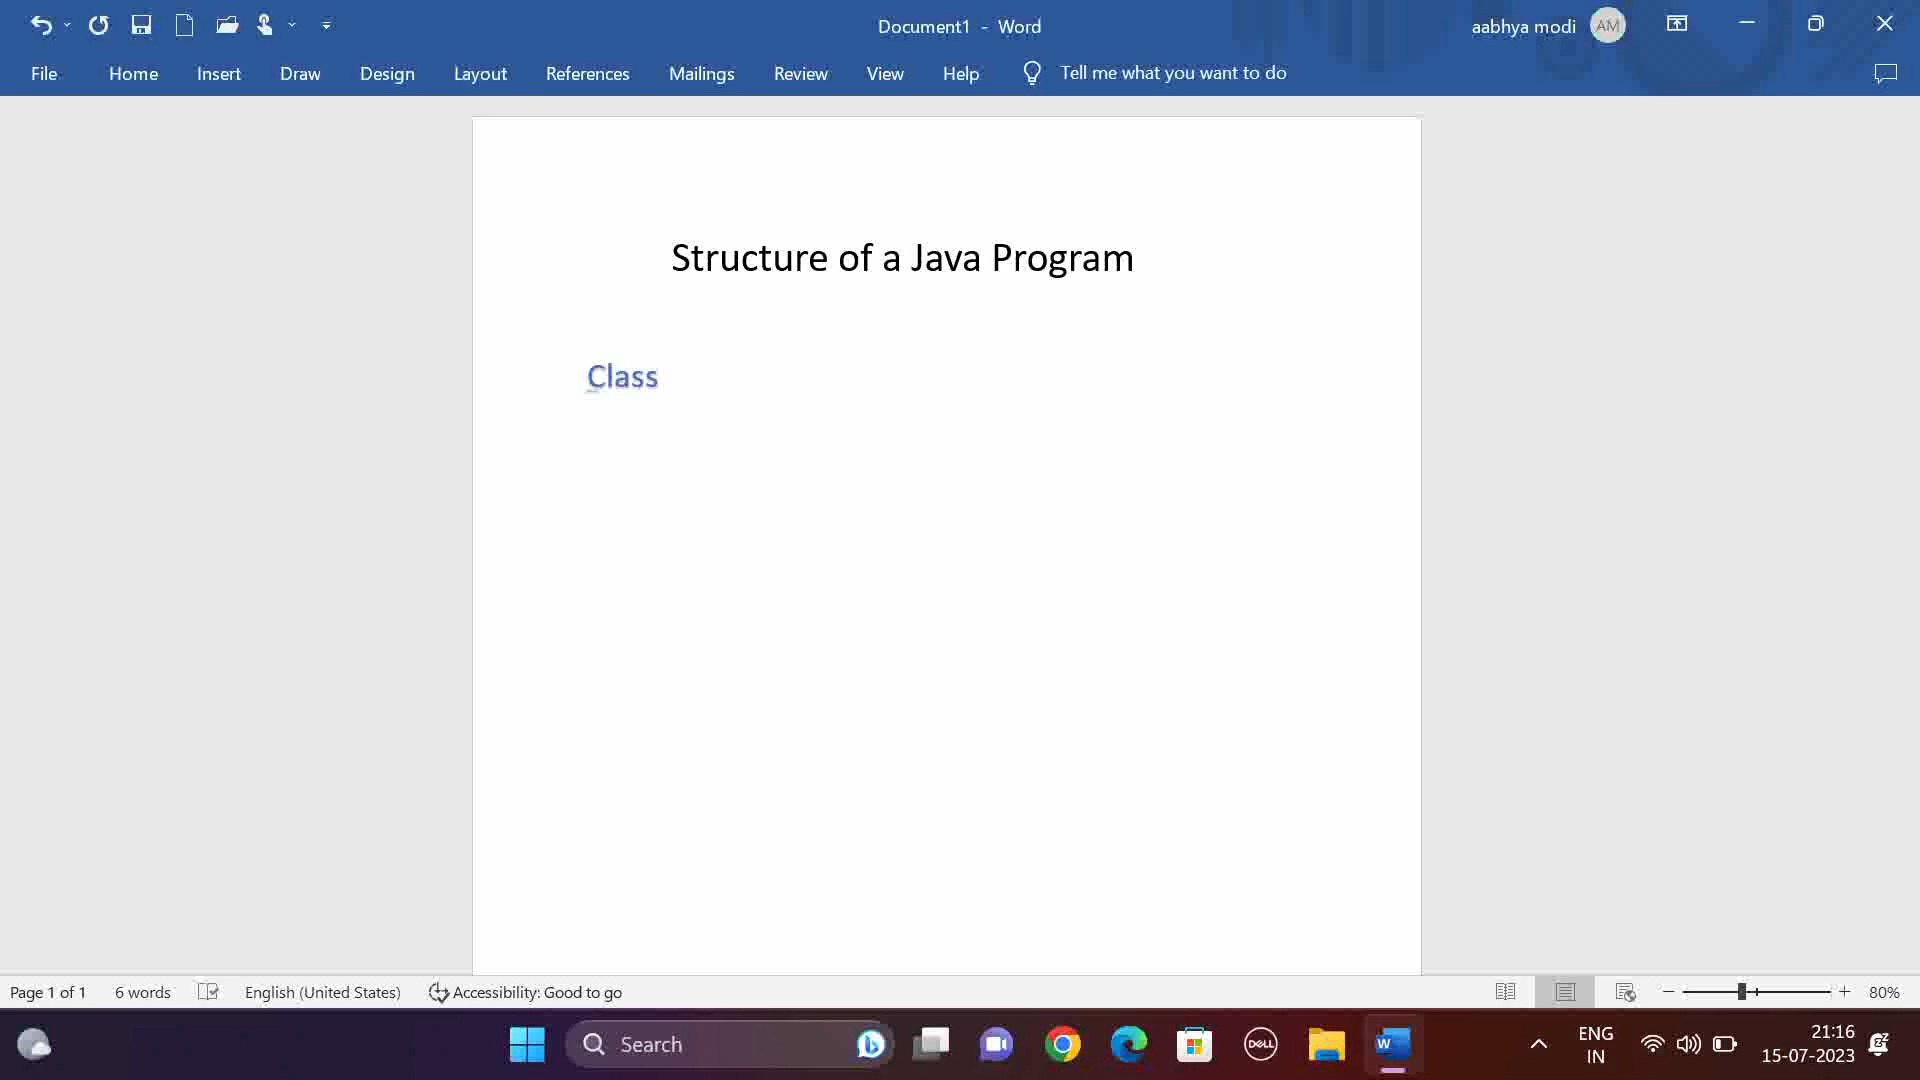 Document1 - Word
aabhya modi
AM
File Home Insert Draw Design Layout References Mailings Review View Help Tell me what you want to do
Structure of a Java Program
Class
Page 1 of 1 6 words English (United States) Accessibility: Good to go 80%
Search
DELL
W
ENG
IN
21:16
15-07-2023